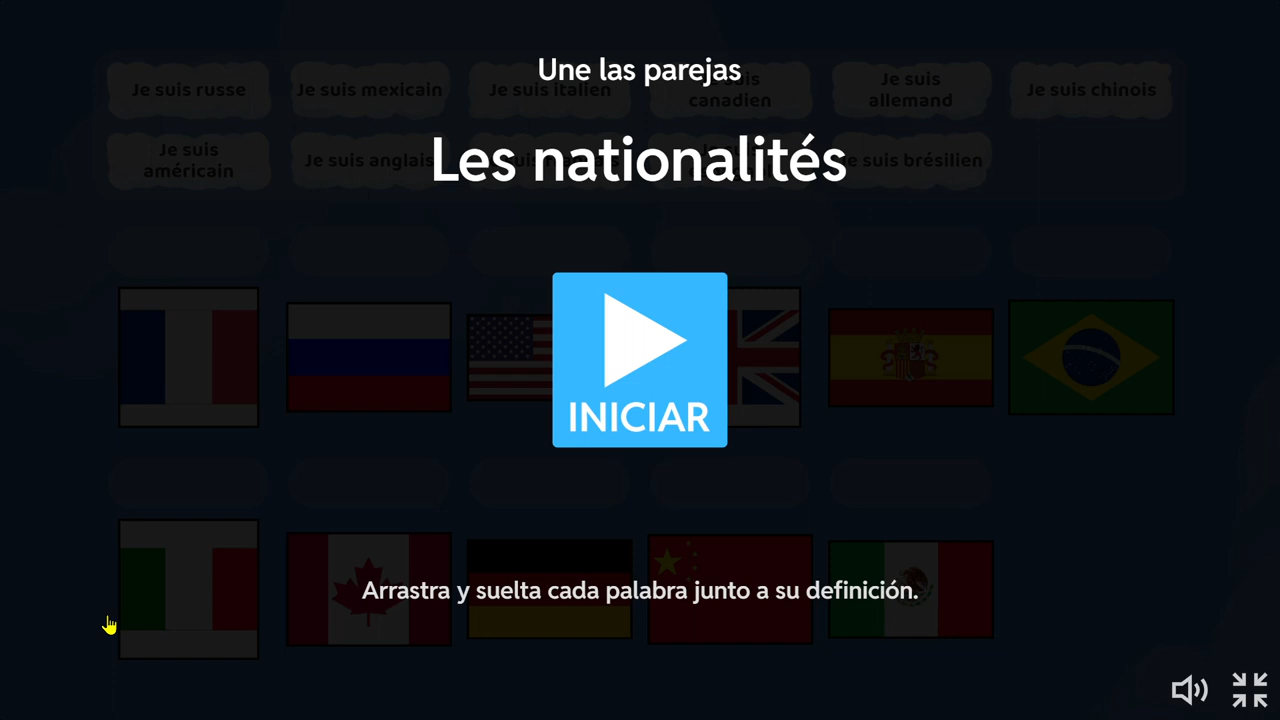 Une las parejas
Je suis russe
Je suis mexicain
Je suis italien
canadien
Je suis
allemand
Je suis chinois
Les nationalités
Je suis
américain
Je suis anglais
Je suis brésilien
INICIAR
Arrastra y suelta cada palabra junto a su definición.